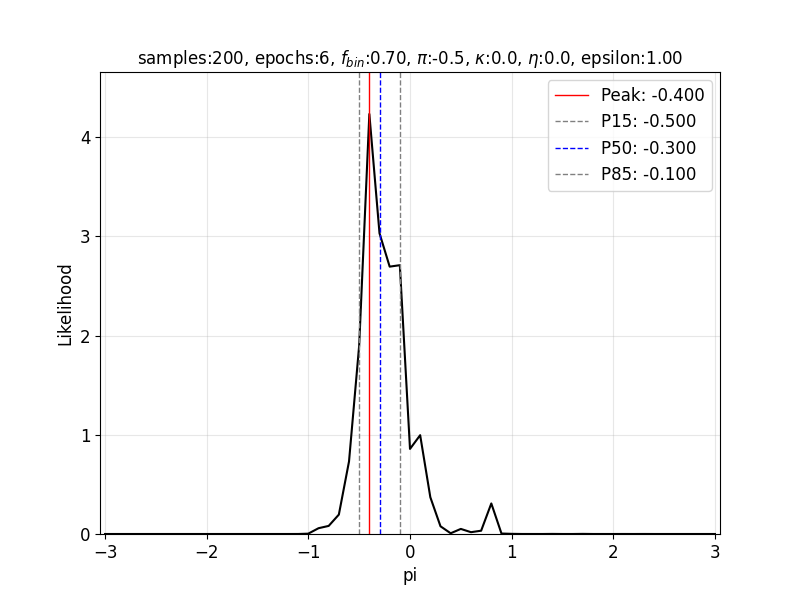 samples:200, epochs:6, f_bin:0.70, π:-0.5, κ:0.0, η:0.0, epsilon:1.00
Peak: -0.400
P15: -0.500
P50: -0.300
P85: -0.100
Likelihood
4
3
2
1
0
−3 −2 −1 0 1 2 3
pi